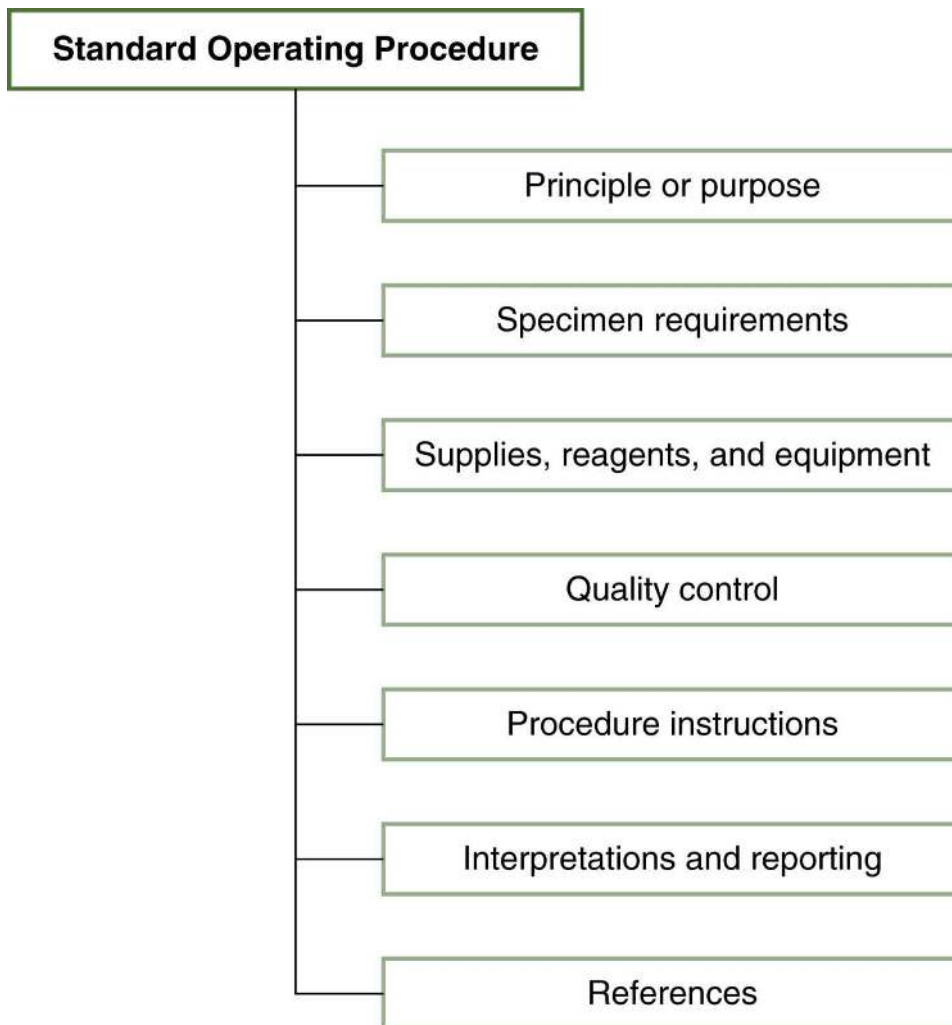 Standard Operating Procedure
Principle or purpose
Specimen requirements
Supplies, reagents, and equipment
Quality control
Procedure instructions
Interpretations and reporting
References